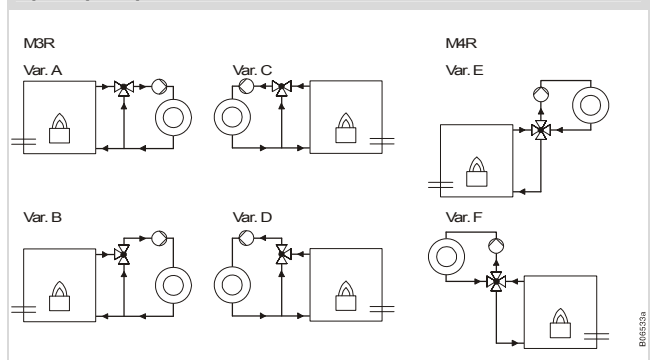 M3R
M4R
Var. A
Var. C
Var. E
Var. B
Var. D
Var. F
B06533a